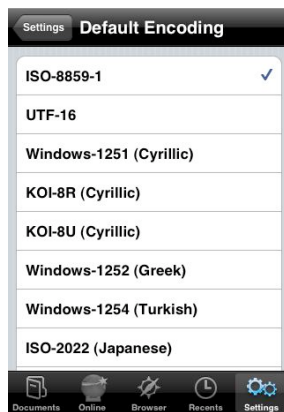 Settings Default Encoding
ISO-8859-1
UTF-16
Windows-1251 (Cyrillic)
KOI-8R (Cyrillic)
KOI-8U (Cyrillic)
Windows-1252 (Greek)
Windows-1254 (Turkish)
ISO-2022 (Japanese)
Documents Online Browser Recents Settings